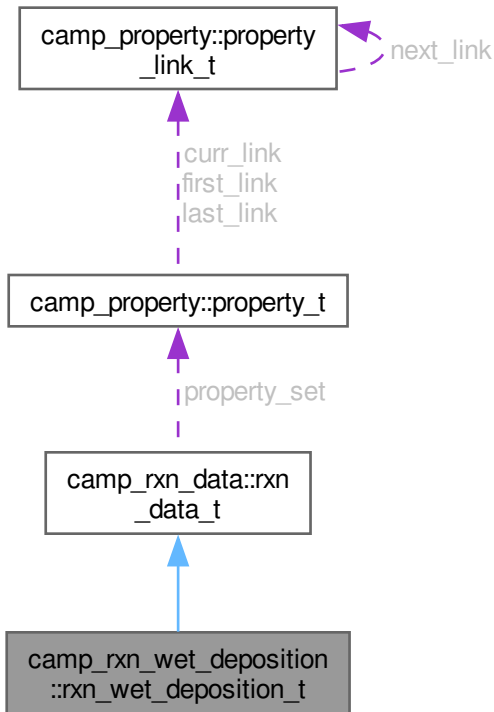 camp_property::property
_link_t
next_link
curr_link
first_link
last_link
camp_property::property_t
property_set
camp_rxn_data::rxn
_data_t
camp_rxn_wet_deposition
::rxn_wet_deposition_t